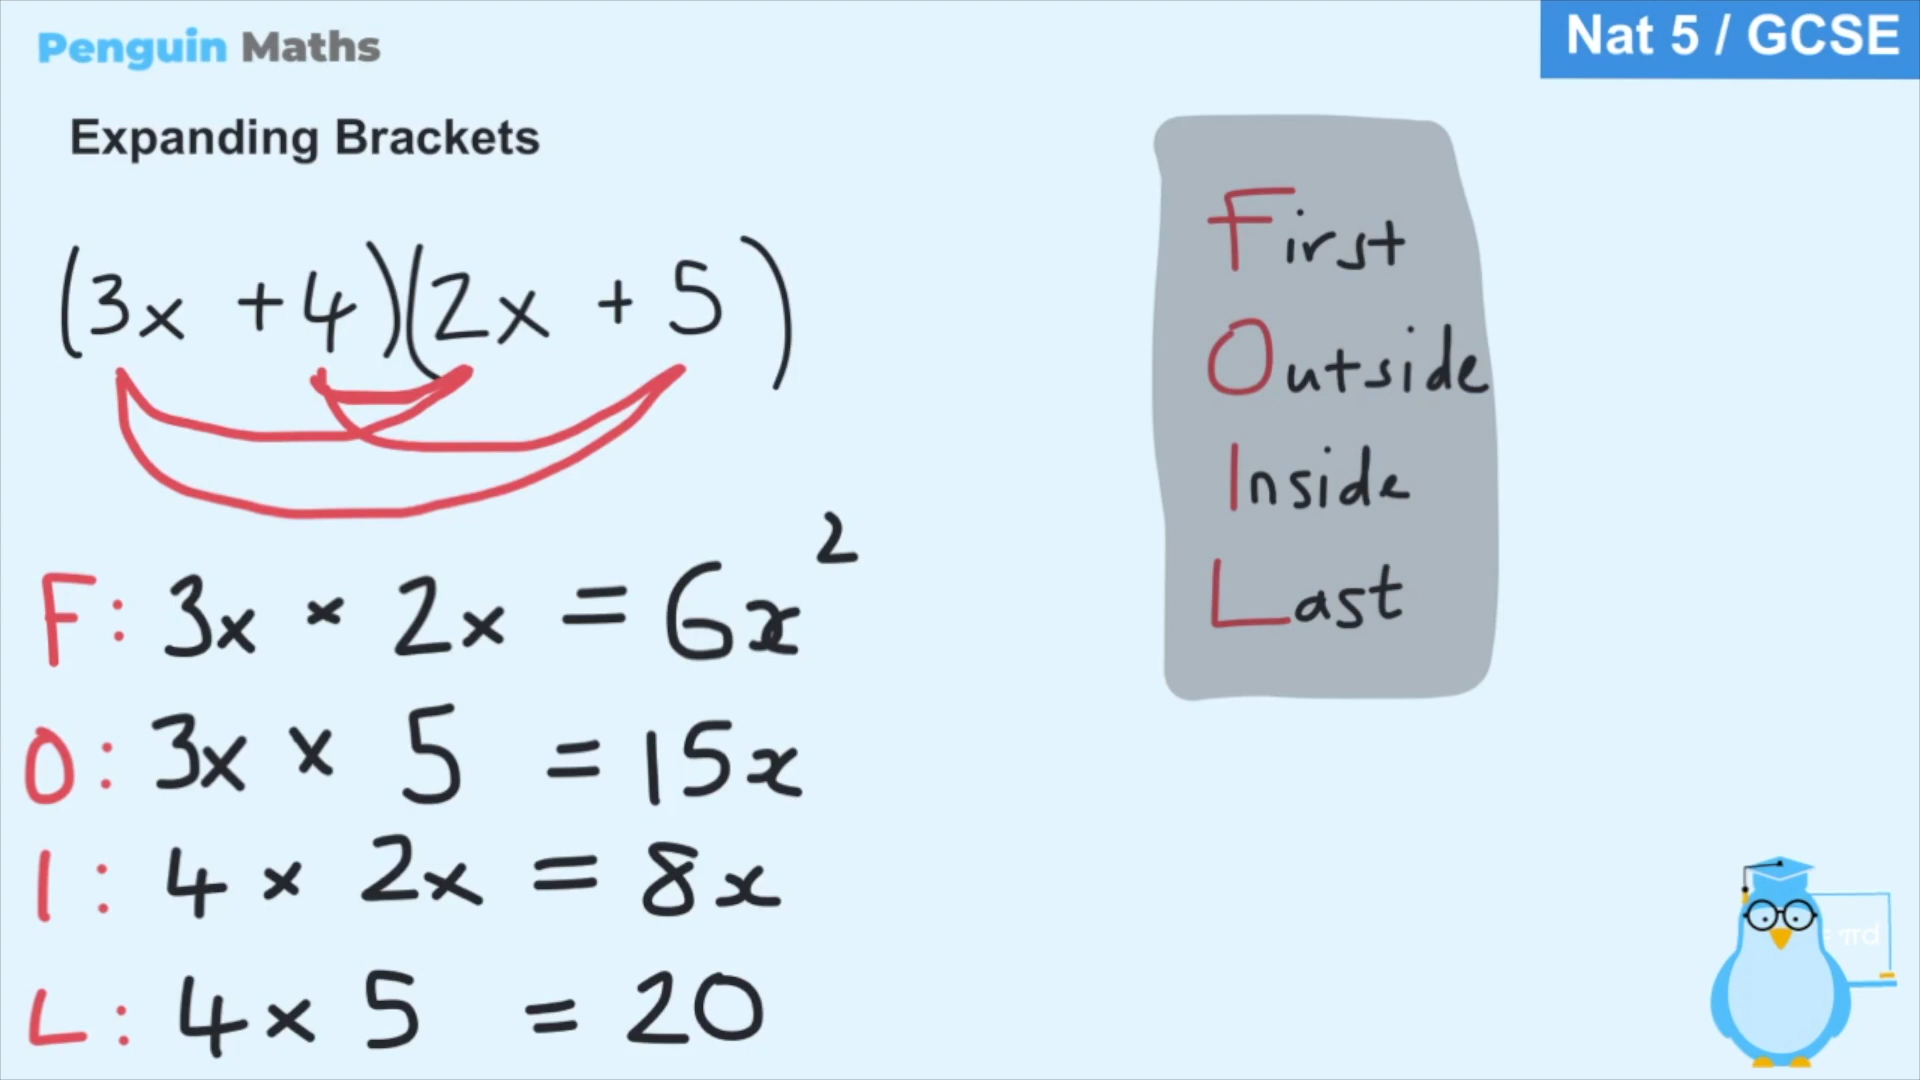 Penguin Maths
Nat 5 / GCSE
Expanding Brackets
(3x +4)(2x + 5)
F: 3x × 2x = 6x²
O: 3x × 5 = 15x
I: 4 × 2x = 8x
L: 4 × 5 = 20
First
Outside
Inside
Last
= πd